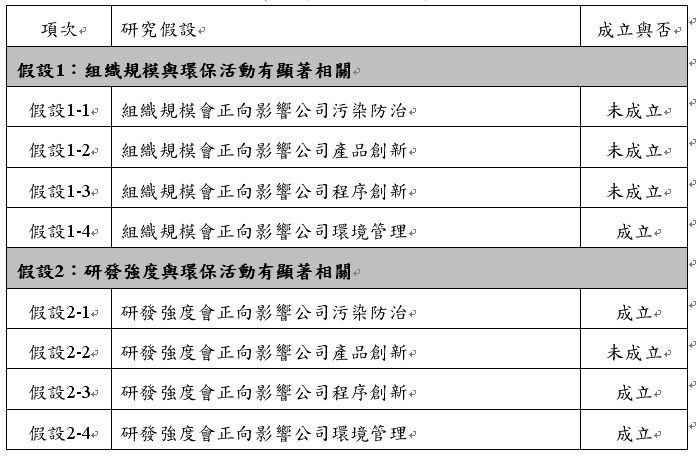 項次 研究假設 成立與否
假設1：組織規模與環保活動有顯著相關
假設1-1 組織規模會正向影響公司污染防治 未成立
假設1-2 組織規模會正向影響公司產品創新 未成立
假設1-3 組織規模會正向影響公司程序創新 未成立
假設1-4 組織規模會正向影響公司環境管理 成立
假設2：研發強度與環保活動有顯著相關
假設2-1 研發強度會正向影響公司污染防治 成立
假設2-2 研發強度會正向影響公司產品創新 未成立
假設2-3 研發強度會正向影響公司程序創新 成立
假設2-4 研發強度會正向影響公司環境管理 成立